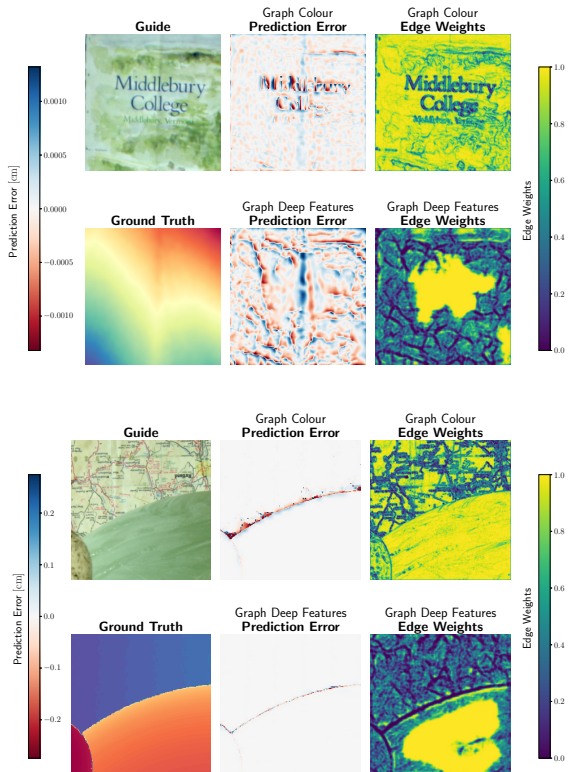 Guide
Graph Colour
Prediction Error
Graph Colour
Edge Weights
Middlebury
College
Middlebury, Vermont
Middlebury
College
Prediction Error [cm]
0.0010
0.0005
0.0000
−0.0005
−0.0010
1.0
0.8
0.6
0.4
0.2
0.0
Edge Weights
Ground Truth
Graph Deep Features
Prediction Error
Graph Deep Features
Edge Weights
Guide
Graph Colour
Prediction Error
Graph Colour
Edge Weights
Prediction Error [cm]
0.2
0.1
0.0
−0.1
−0.2
1.0
0.8
0.6
0.4
0.2
0.0
Edge Weights
Ground Truth
Graph Deep Features
Prediction Error
Graph Deep Features
Edge Weights